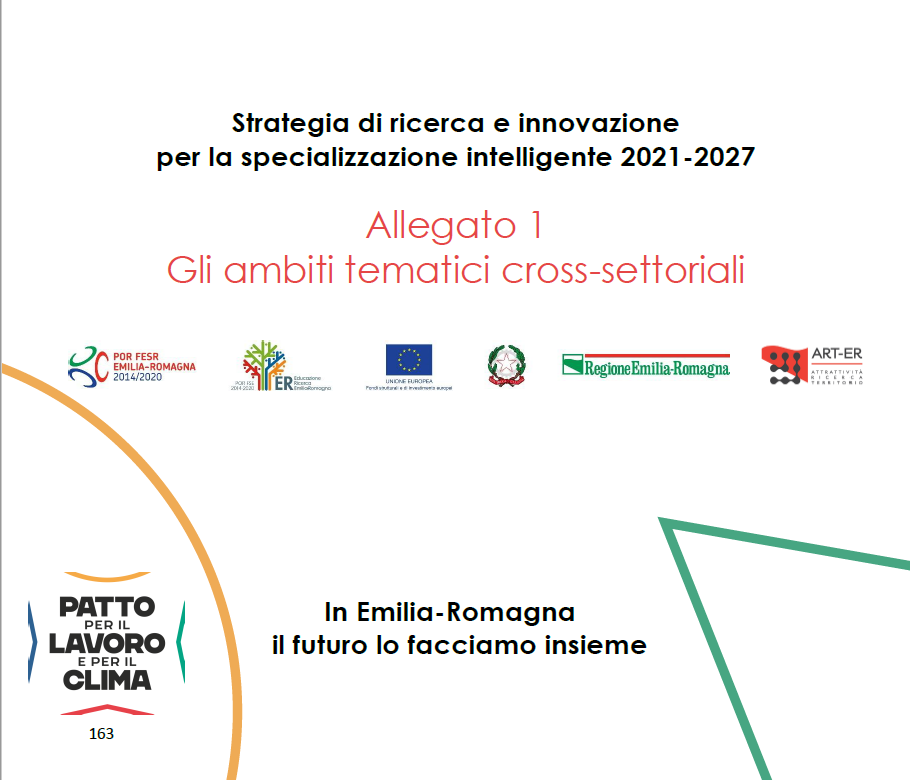 Strategia di ricerca e innovazione
per la specializzazione intelligente 2021-2027
Allegato 1
Gli ambiti tematici cross-settoriali
POR FESR
EMILIA-ROMAGNA
2014/2020
POR FSE
2014-2020
ER
Educazione
Ricerca
EmiliaRomagna
UNIONE EUROPEA
Fondi strutturali e di investimento europei
RegioneEmilia-Romagna
ART-ER
ATTRATTIVITÀ
RICERCA
TERRITORIO
In Emilia-Romagna
il futuro lo facciamo insieme
PATTO
PER IL
LAVORO
E PER IL
CLIMA
163